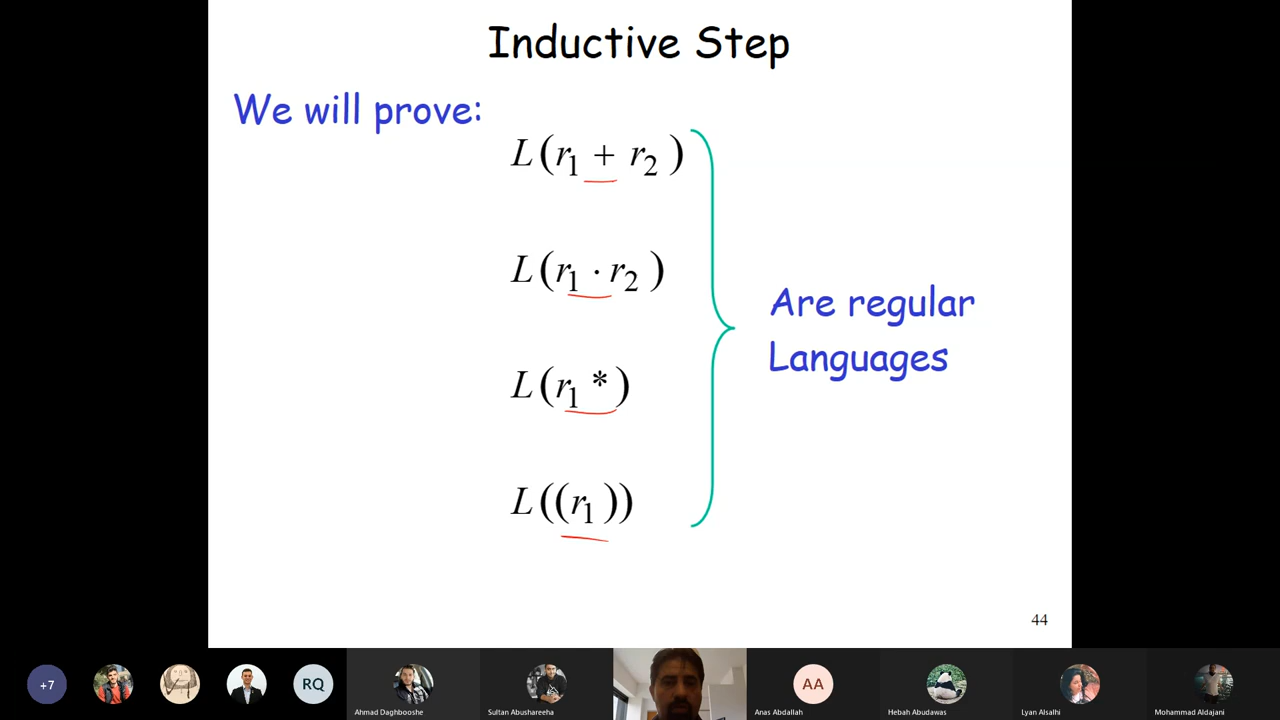 Inductive Step
We will prove:
L(r₁ + r₂)
L(r₁ · r₂)
L(r₁ *)
L((r₁))
Are regular
Languages
44
+7
RQ
AA
Ahmad Daghbooshe
Sultan Abushareeha
Anas Abdallah
Hebah Abudawas
Lyan Alsalhi
Mohammad Aldajani